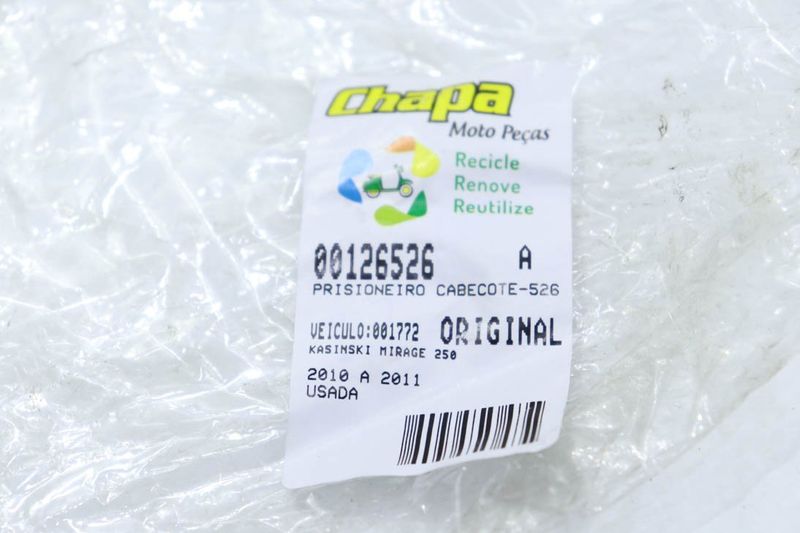 Chapa
Moto Peças
Recicle
Renove
Reutilize
00126526 A
PRISIONEIRO CABECOTE-526
VEICULO:001772 ORIGINAL
KASINSKI MIRAGE 250
2010 A 2011
USADA